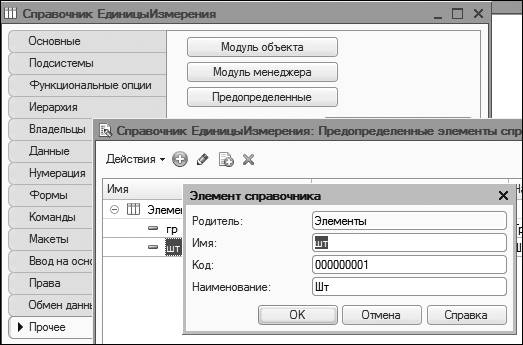 Справочник ЕдиницыИзмерения
Основные
Модуль объекта
Подсистемы
Модуль менеджера
Функциональные опции
Предопределенные
Иерархия
Владельцы
Справочник ЕдиницыИзмерения: Предопределенные элементы спр
Данные
Действия
Нумерация
Имя
Формы
Элемент справочника
Элемен
Родитель: Элементы
Команды
гр
Имя: шт
Макеты
шт
Код: 000000001
Ввод на осно
Наименование: Шт
Права
OK Отмена Справка
Обмен данны
Прочее